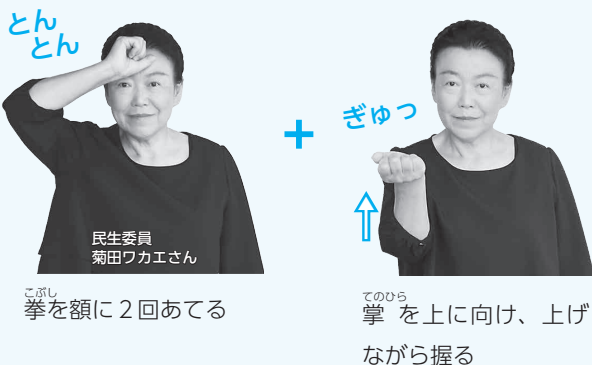 とん
とん
民生委員
菊田ワカエさん
こぶし
拳を額に2回あてる
+
ぎゅっ
てのひら
掌を上に向け、上げ
ながら握る